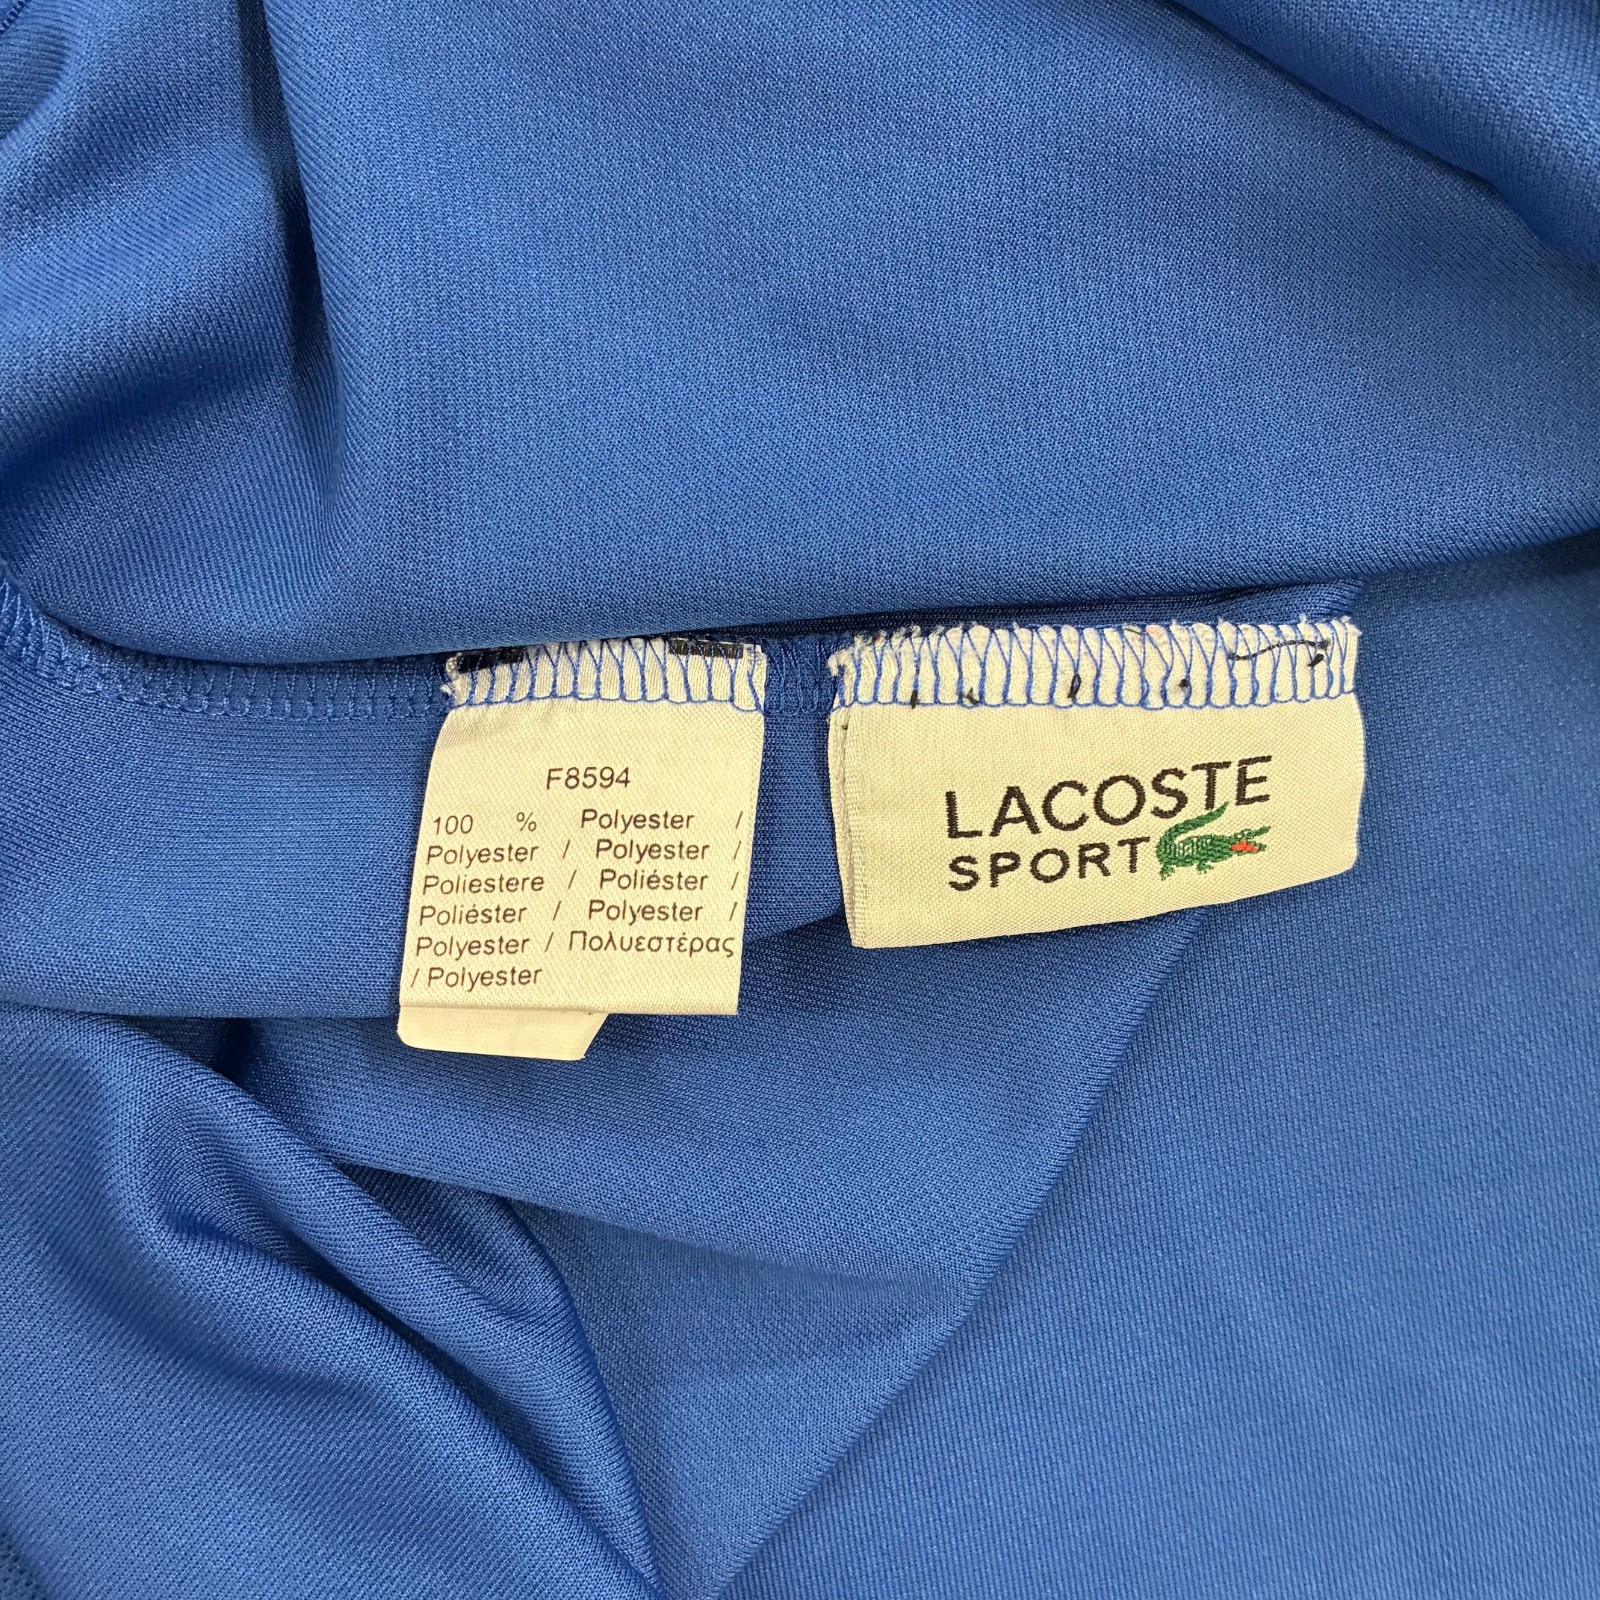 F8594
100 % Polyester /
Polyester / Polyester /
Poliestere / Poliéster /
Poliéster / Polyester /
Polyester / Πολυεστέρας
/ Polyester
LACOSTE
SPORT